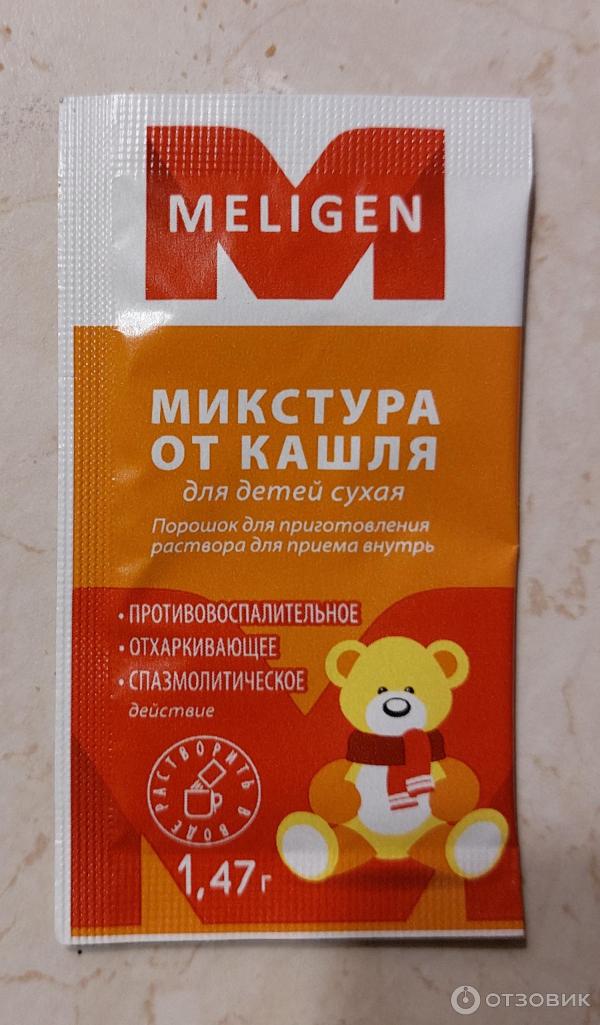 MELIGEN
МИКСТУРА
ОТ КАШЛЯ
для детей сухая
Порошок для приготовления
раствора для приема внутрь
• ПРОТИВОВОСПАЛИТЕЛЬНОЕ
• ОТХАРКИВАЮЩЕЕ
• СПАЗМОЛИТИЧЕСКОЕ
действие
РАСТВОРИТЬ В ВОДЕ
1,47 г
ОТЗОВИК